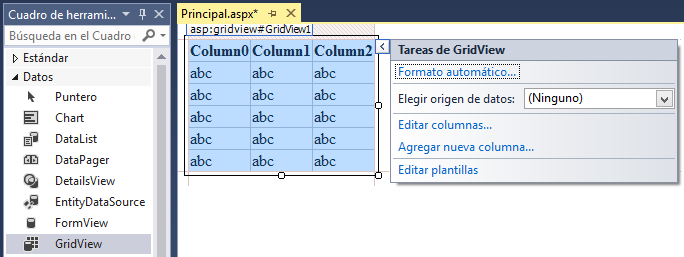 Cuadro de herrami...
Búsqueda en el Cuadro
Estándar
Datos
Puntero
Chart
DataList
DataPager
DetailsView
EntityDataSource
FormView
GridView
Principal.aspx*
asp:gridview#GridView1
Column0 Column1 Column2
abc abc abc
abc abc abc
abc abc abc
abc abc abc
abc abc abc
Tareas de GridView
Formato automático...
Elegir origen de datos: (Ninguno)
Editar columnas...
Agregar nueva columna...
Editar plantillas